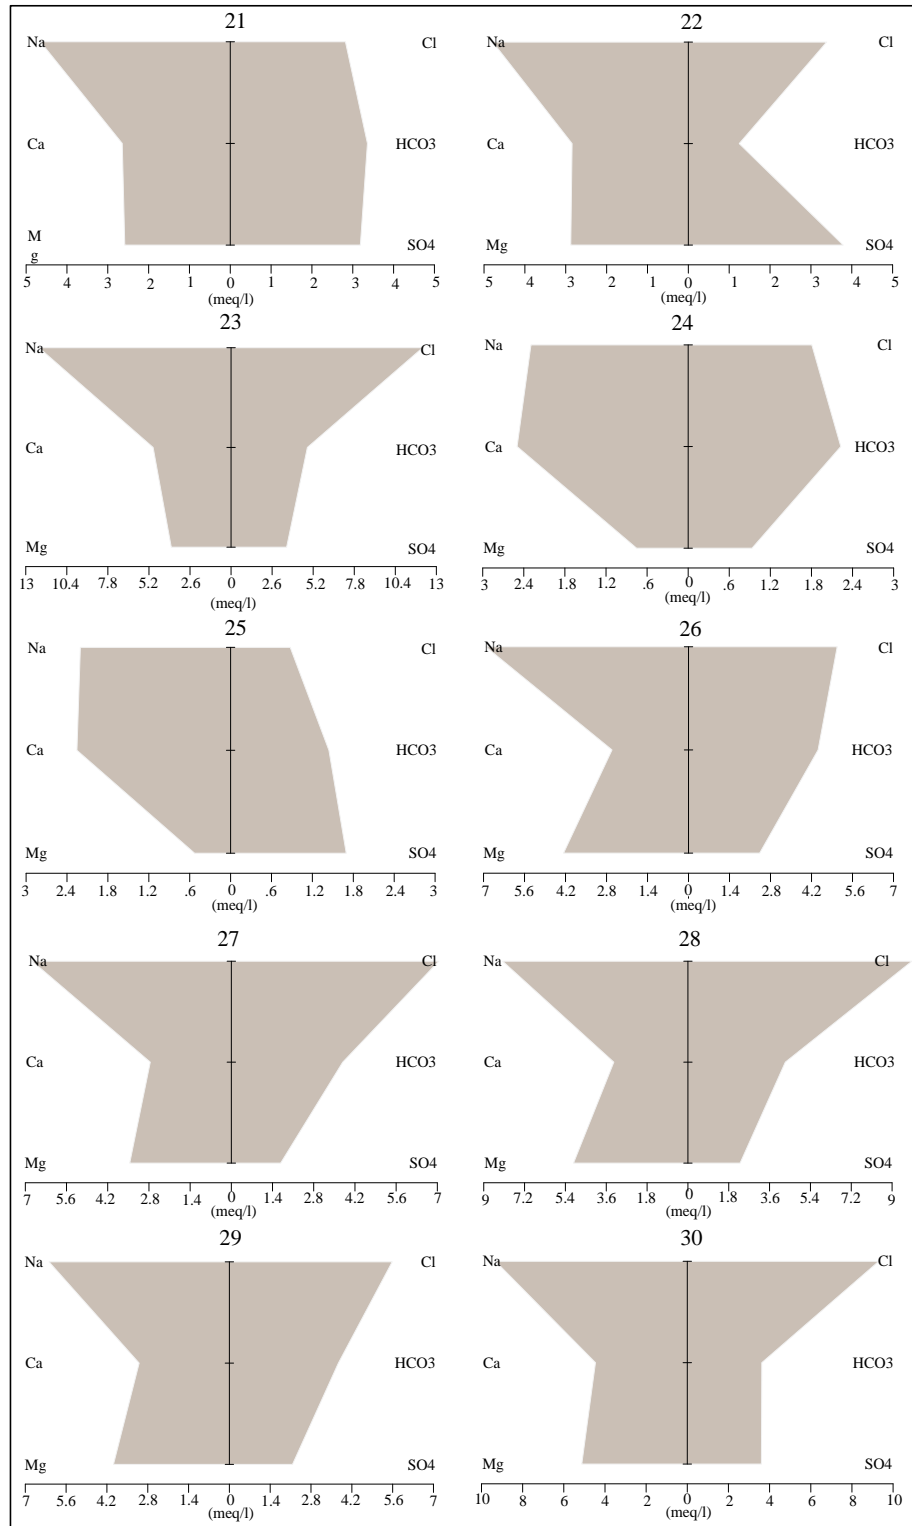 21 22
Na Cl Na Cl
Ca HCO3 Ca HCO3
M
g SO4 Mg SO4
5 4 3 2 1 0 1 2 3 4 5 5 4 3 2 1 0 1 2 3 4 5
(meq/l) (meq/l)
23 24
Na Cl Na Cl
Ca HCO3 Ca HCO3
Mg SO4 Mg SO4
13 10.4 7.8 5.2 2.6 0 2.6 5.2 7.8 10.4 13 3 2.4 1.8 1.2 .6 0 .6 1.2 1.8 2.4 3
(meq/l) (meq/l)
25 26
Na Cl Na Cl
Ca HCO3 Ca HCO3
Mg SO4 Mg SO4
3 2.4 1.8 1.2 .6 0 .6 1.2 1.8 2.4 3 7 5.6 4.2 2.8 1.4 0 1.4 2.8 4.2 5.6 7
(meq/l) (meq/l)
27 28
Na Cl Na Cl
Ca HCO3 Ca HCO3
Mg SO4 Mg SO4
7 5.6 4.2 2.8 1.4 0 1.4 2.8 4.2 5.6 7 9 7.2 5.4 3.6 1.8 0 1.8 3.6 5.4 7.2 9
(meq/l) (meq/l)
29 30
Na Cl Na Cl
Ca HCO3 Ca HCO3
Mg SO4 Mg SO4
7 5.6 4.2 2.8 1.4 0 1.4 2.8 4.2 5.6 7 10 8 6 4 2 0 2 4 6 8 10
(meq/l) (meq/l)